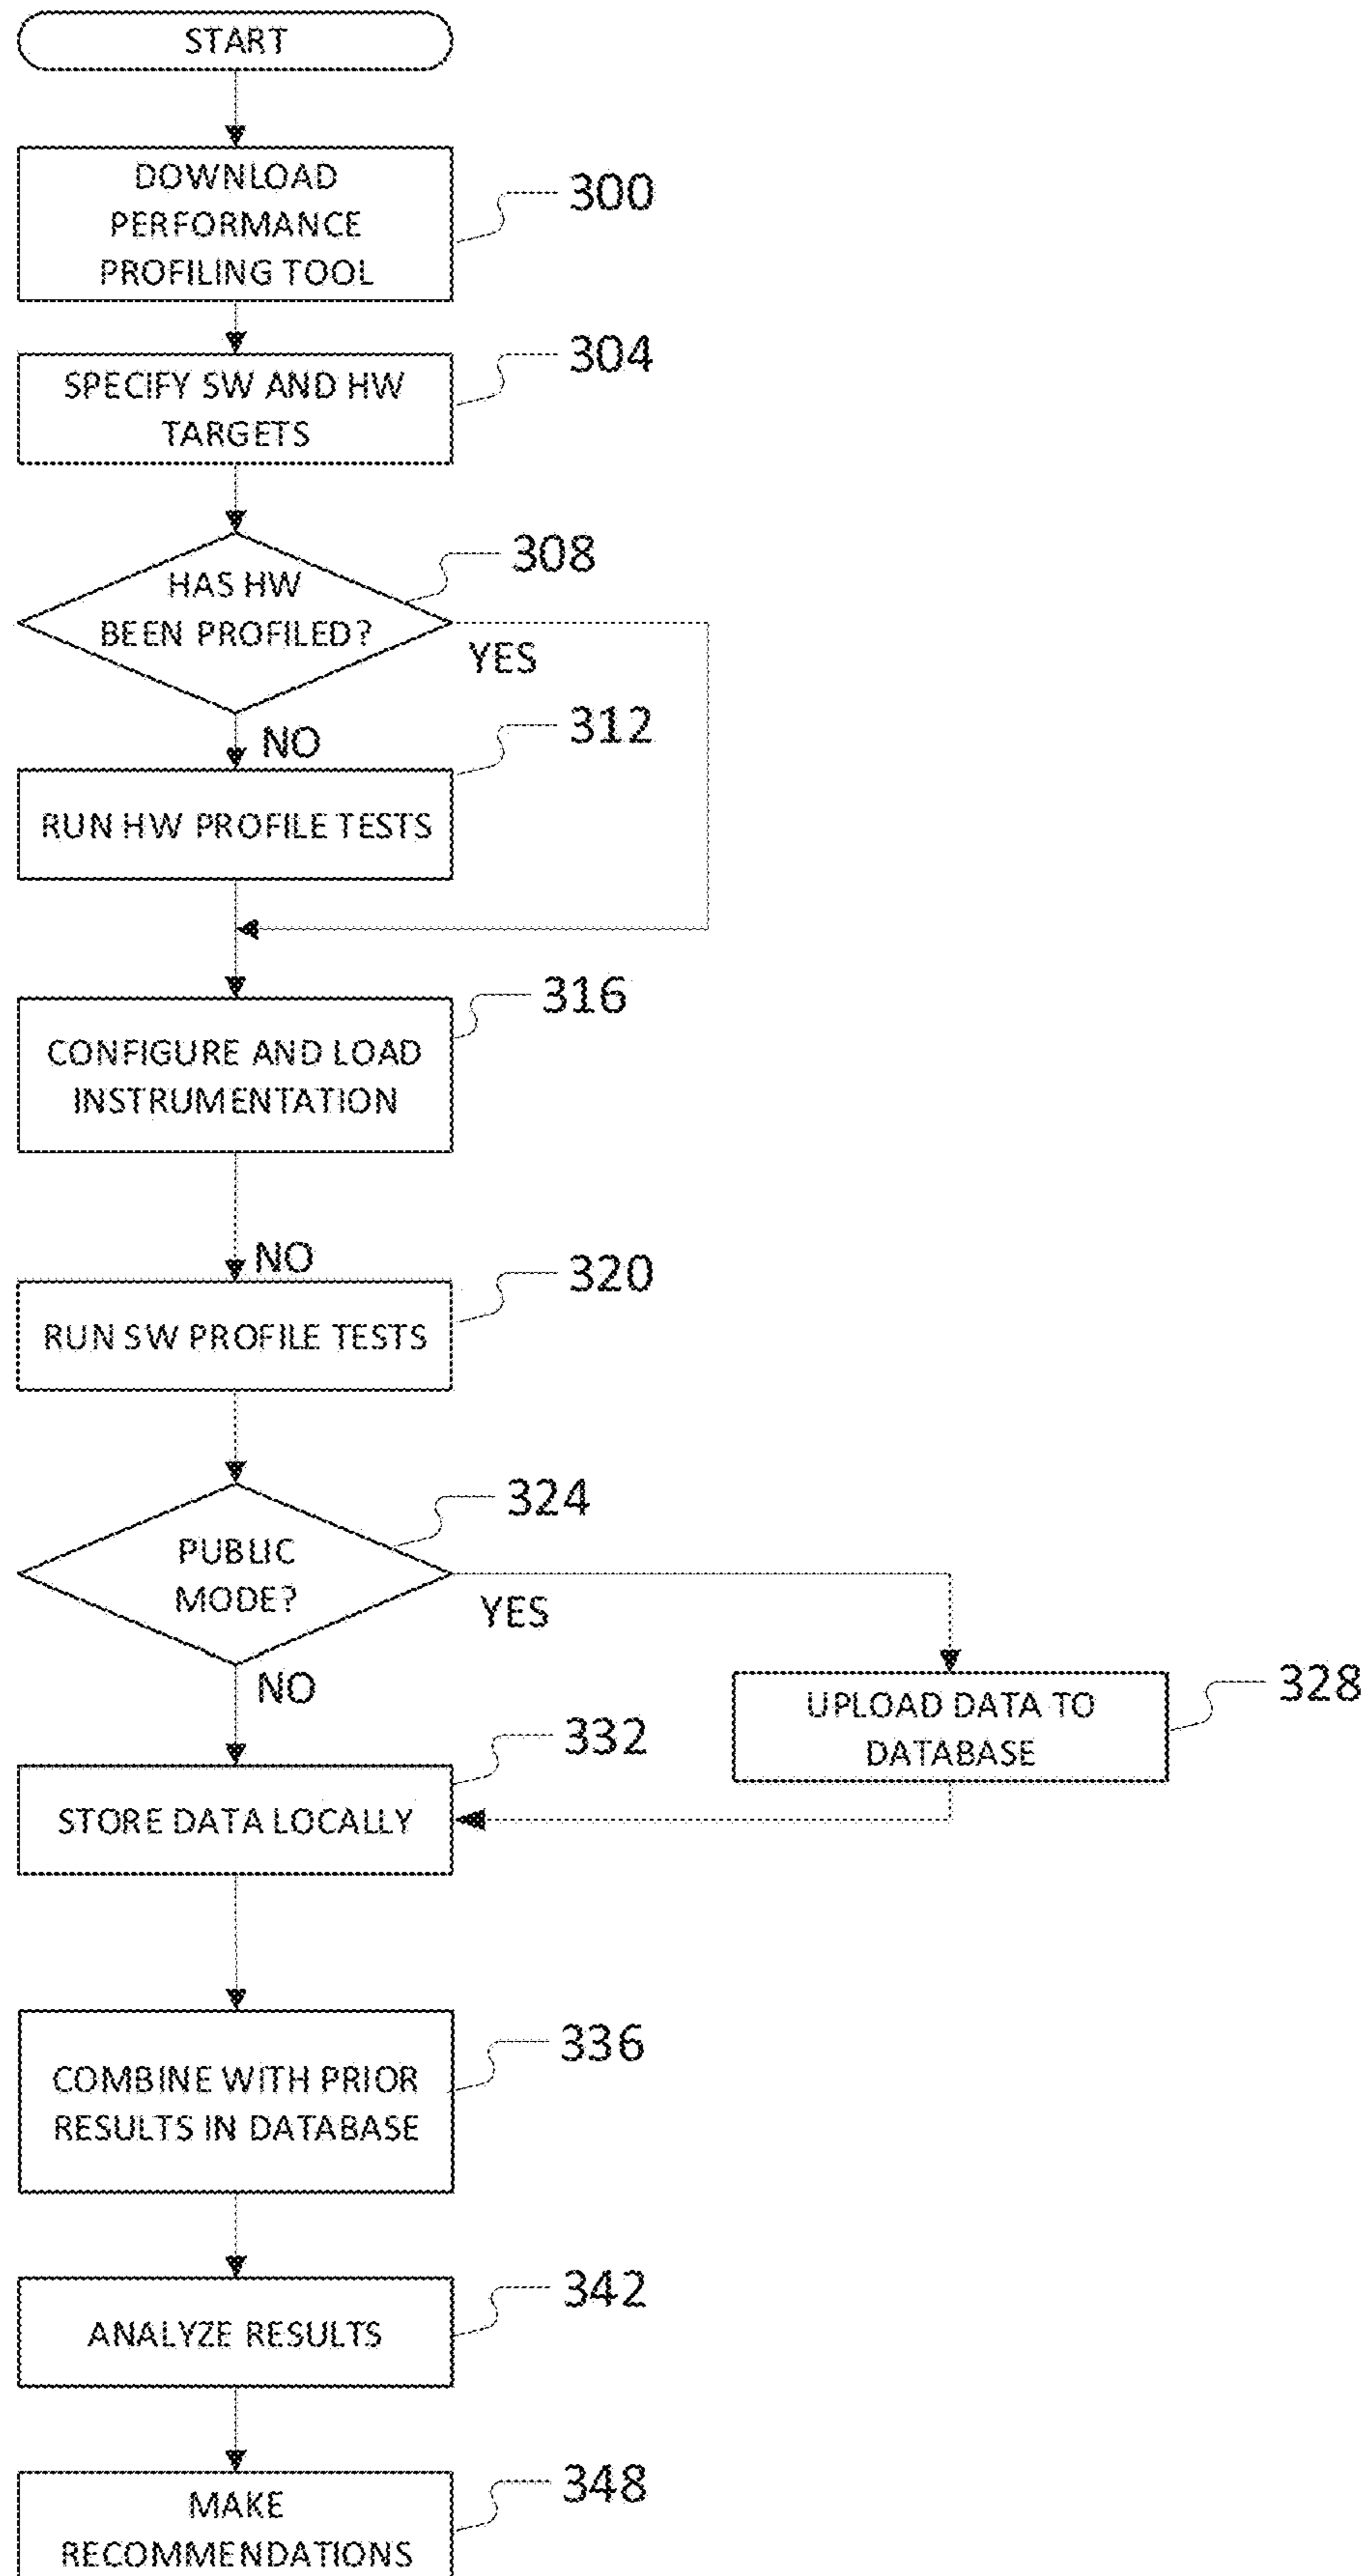 START
DOWNLOAD
PERFORMANCE
PROFILING TOOL
300
SPECIFY SW AND HW
TARGETS
304
HAS HW
BEEN PROFILED?
308
YES
NO
RUN HW PROFILE TESTS
312
CONFIGURE AND LOAD
INSTRUMENTATION
316
NO
RUN SW PROFILE TESTS
320
PUBLIC
MODE?
324
YES
NO
UPLOAD DATA TO
DATABASE
328
STORE DATA LOCALLY
332
COMBINE WITH PRIOR
RESULTS IN DATABASE
336
ANALYZE RESULTS
342
MAKE
RECOMMENDATIONS
348